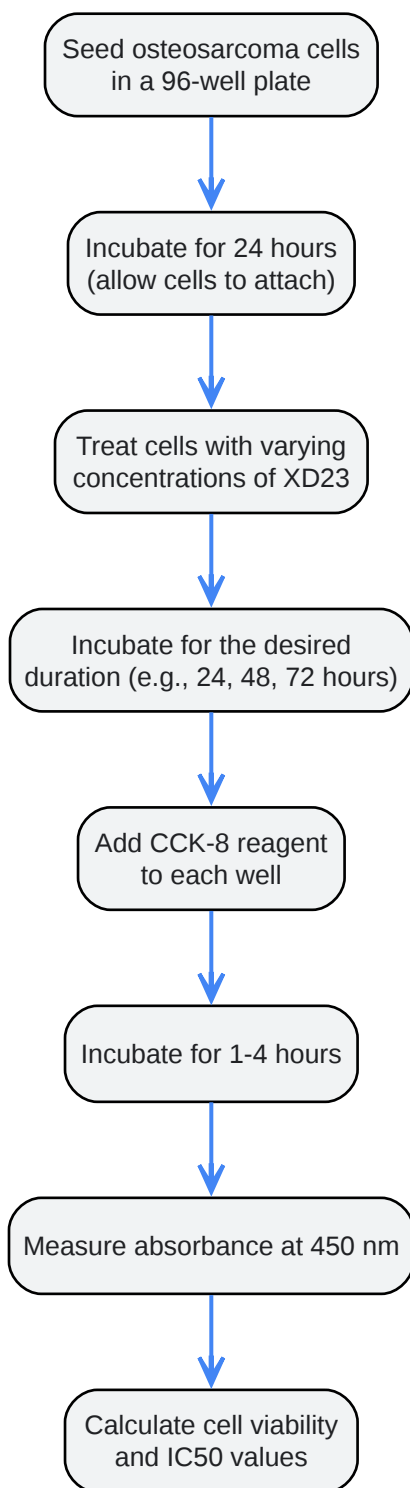 Seed osteosarcoma cells
in a 96-well plate
Incubate for 24 hours
(allow cells to attach)
Treat cells with varying
concentrations of XD23
Incubate for the desired
duration (e.g., 24, 48, 72 hours)
Add CCK-8 reagent
to each well
Incubate for 1-4 hours
Measure absorbance at 450 nm
Calculate cell viability
and IC50 values